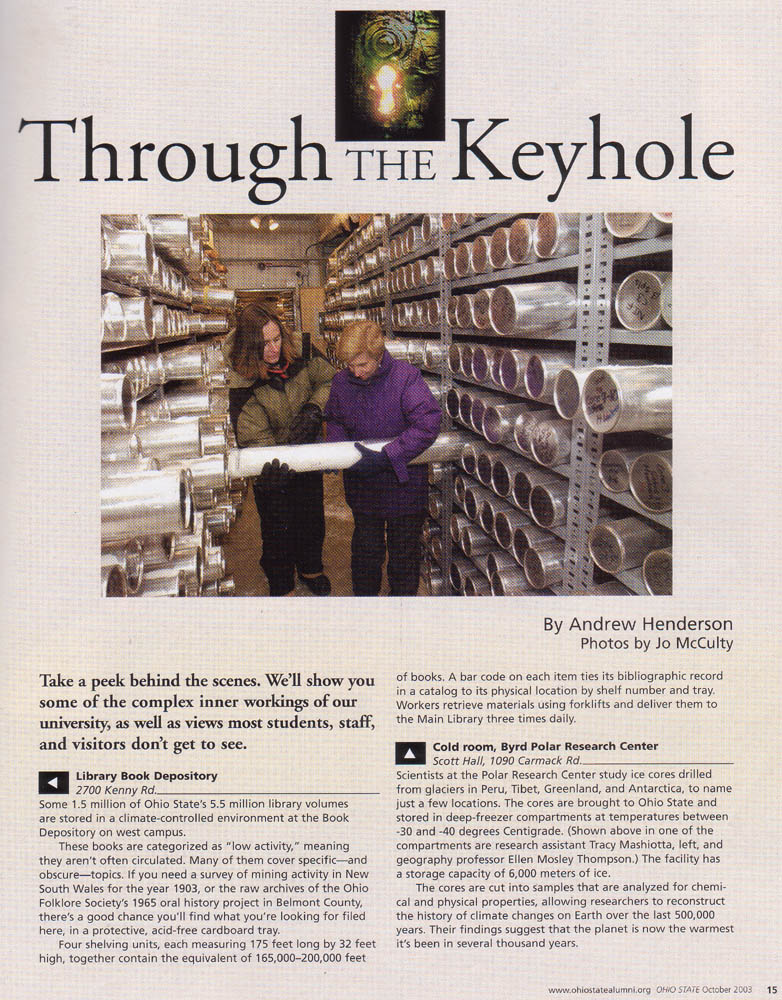 Through THE Keyhole
By Andrew Henderson
Photos by Jo McCulty
Take a peek behind the scenes. We'll show you
some of the complex inner workings of our
university, as well as views most students, staff,
and visitors don't get to see.
Library Book Depository
2700 Kenny Rd.
Some 1.5 million of Ohio State's 5.5 million library volumes
are stored in a climate-controlled environment at the Book
Depository on west campus.
These books are categorized as "low activity," meaning
they aren't often circulated. Many of them cover specific—and
obscure—topics. If you need a survey of mining activity in New
South Wales for the year 1903, or the raw archives of the Ohio
Folklore Society's 1965 oral history project in Belmont County,
there's a good chance you'll find what you're looking for filed
here, in a protective, acid-free cardboard tray.
Four shelving units, each measuring 175 feet long by 32 feet
high, together contain the equivalent of 165,000–200,000 feet
of books. A bar code on each item ties its bibliographic record
in a catalog to its physical location by shelf number and tray.
Workers retrieve materials using forklifts and deliver them to
the Main Library three times daily.
Cold room, Byrd Polar Research Center
Scott Hall, 1090 Carmack Rd.
Scientists at the Polar Research Center study ice cores drilled
from glaciers in Peru, Tibet, Greenland, and Antarctica, to name
just a few locations. The cores are brought to Ohio State and
stored in deep-freezer compartments at temperatures between
-30 and -40 degrees Centigrade. (Shown above in one of the
compartments are research assistant Tracy Mashiotta, left, and
geography professor Ellen Mosley Thompson.) The facility has
a storage capacity of 6,000 meters of ice.
The cores are cut into samples that are analyzed for chemi-
cal and physical properties, allowing researchers to reconstruct
the history of climate changes on Earth over the last 500,000
years. Their findings suggest that the planet is now the warmest
it's been in several thousand years.
www.ohiostatealumni.org OHIO STATE October 2003 15